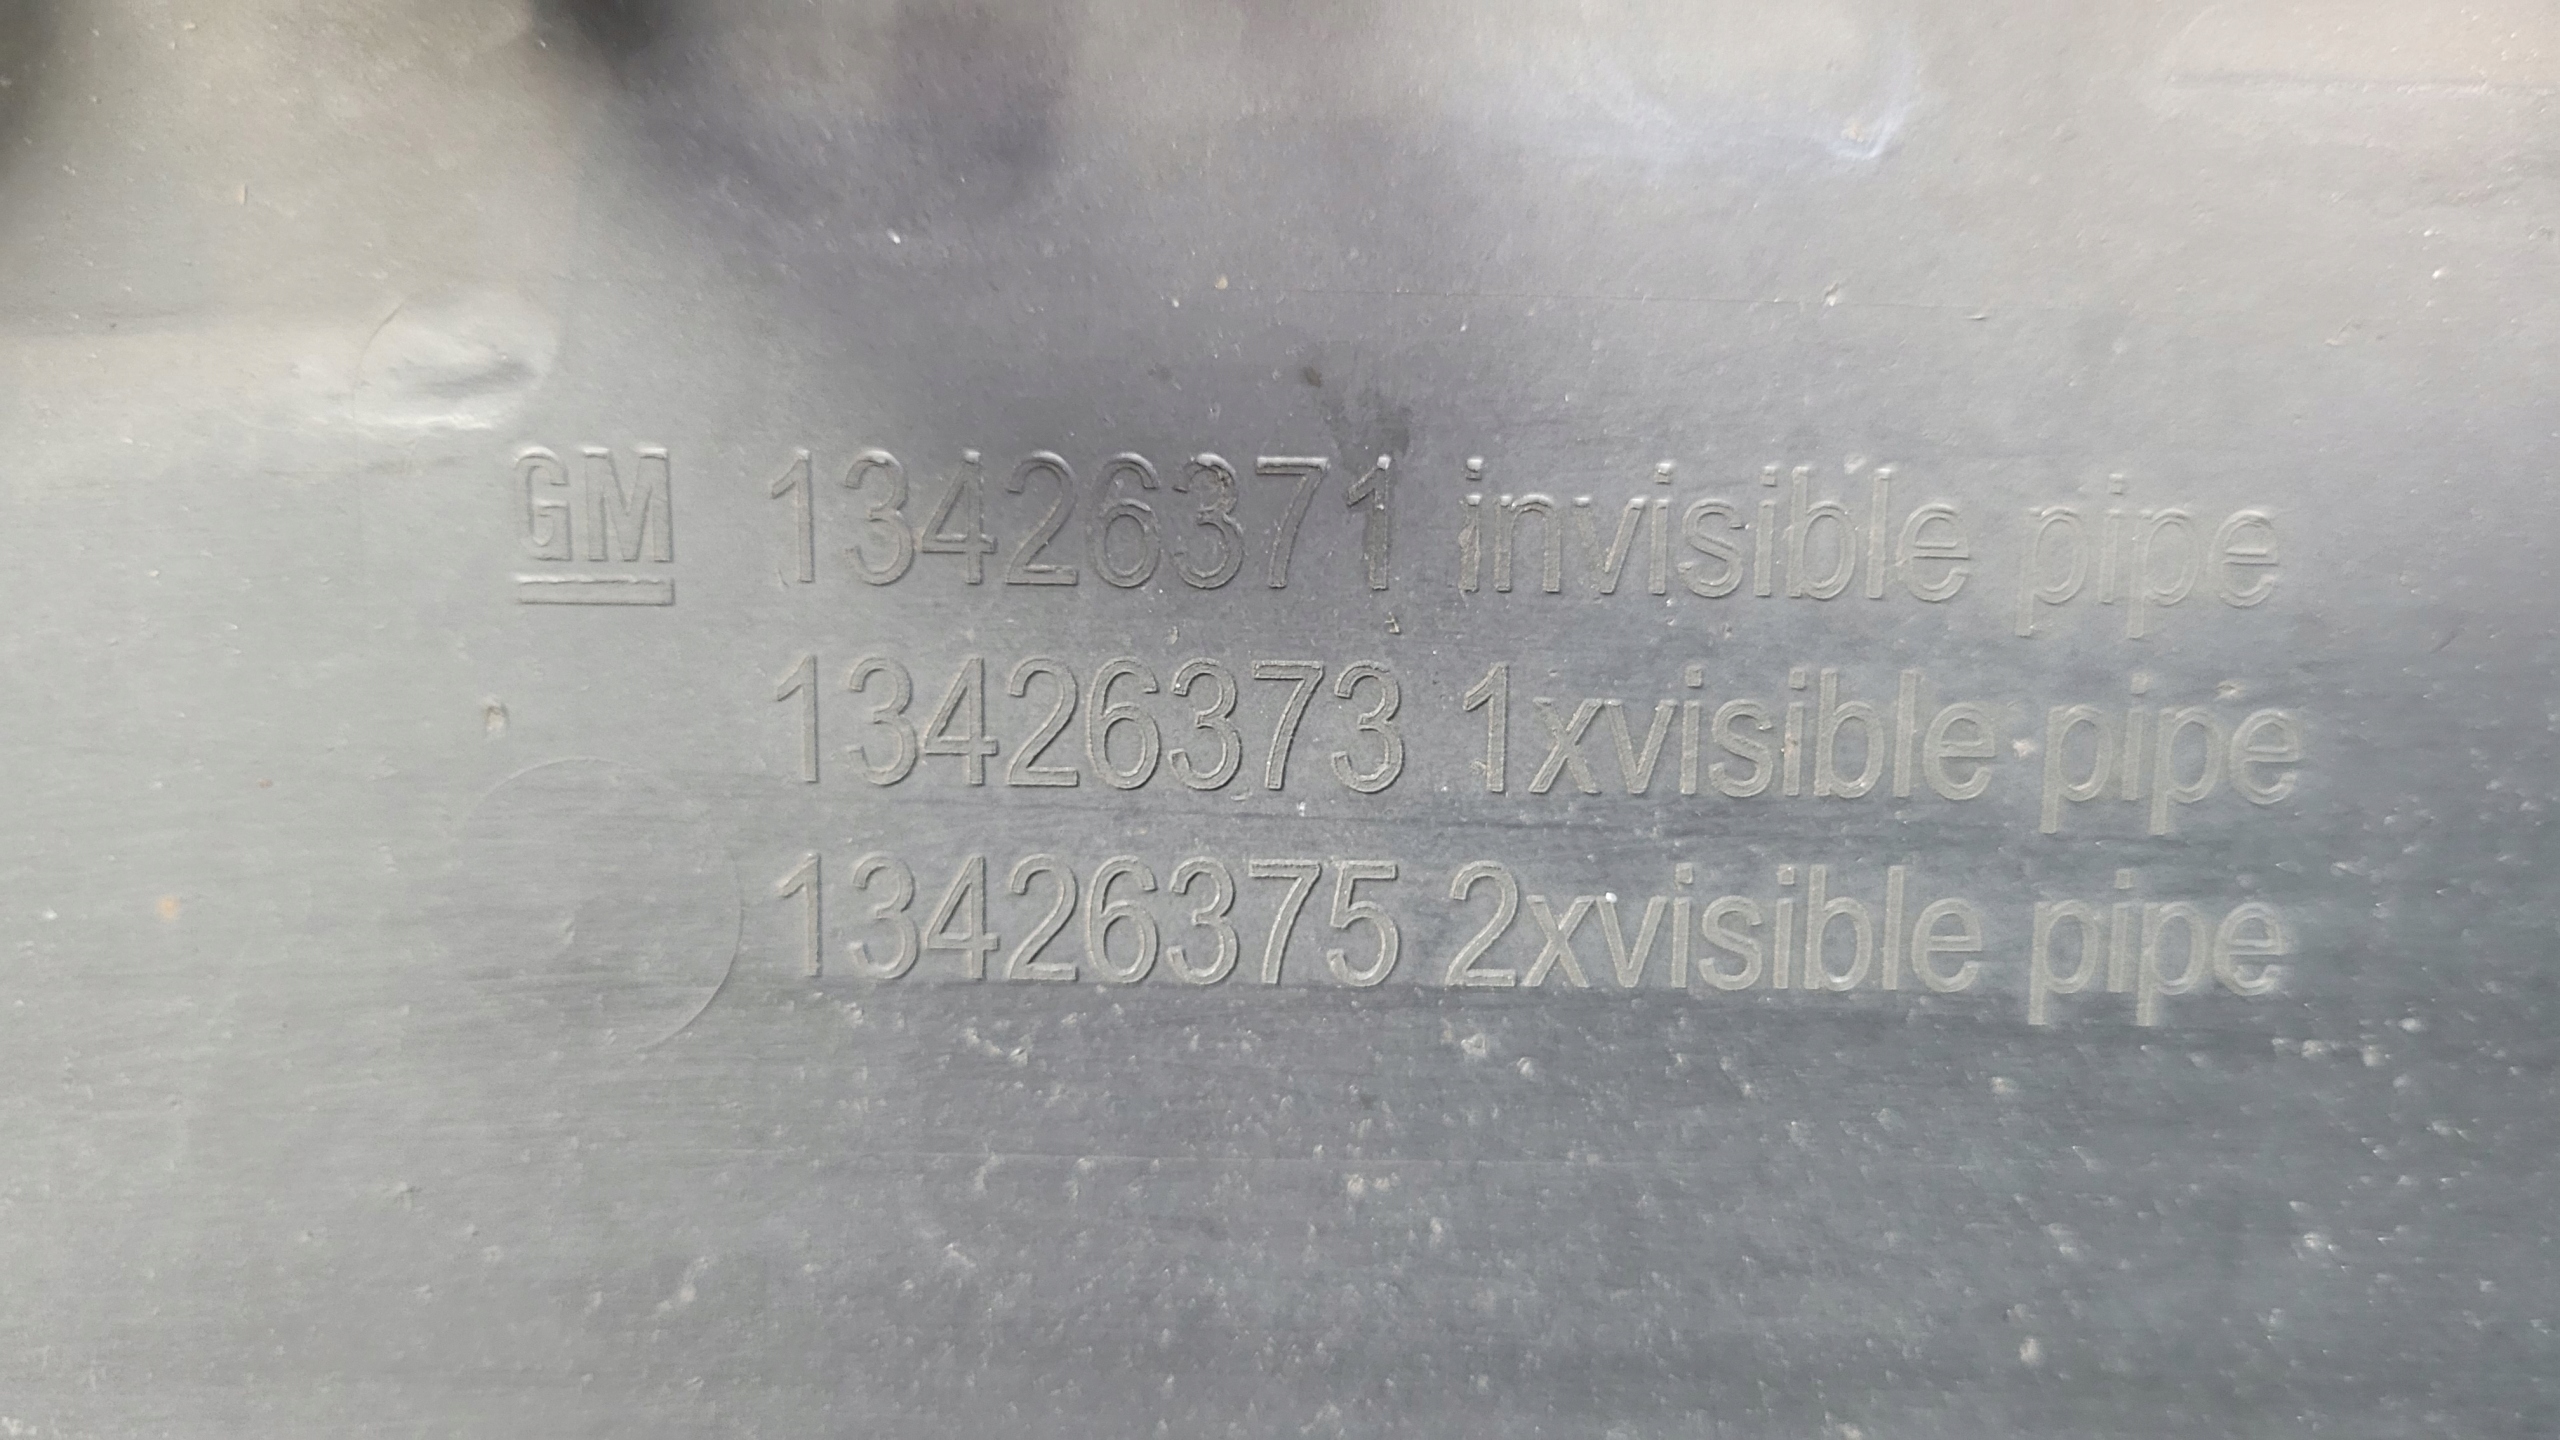 GM 13426371 invisible pipe
13426373 1xvisible pipe
13426375 2xvisible pipe